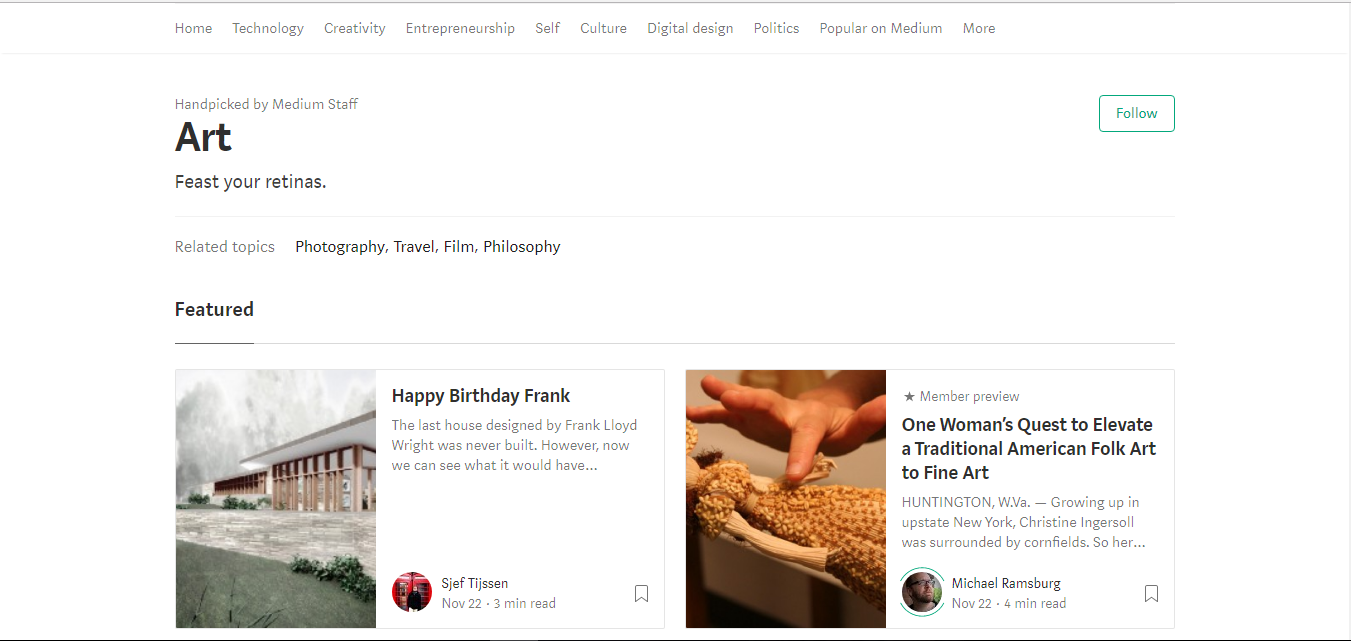 Home Technology Creativity Entrepreneurship Self Culture Digital design Politics Popular on Medium More
Handpicked by Medium Staff
Follow
Art
Feast your retinas.
Related topics Photography, Travel, Film, Philosophy
Featured
Happy Birthday Frank
The last house designed by Frank Lloyd
Wright was never built. However, now
we can see what it would have...
Sjef Tijssen
Nov 22 · 3 min read
★ Member preview
One Woman's Quest to Elevate
a Traditional American Folk Art
to Fine Art
HUNTINGTON, W.Va. — Growing up in
upstate New York, Christine Ingersoll
was surrounded by cornfields. So her...
Michael Ramsburg
Nov 22 · 4 min read